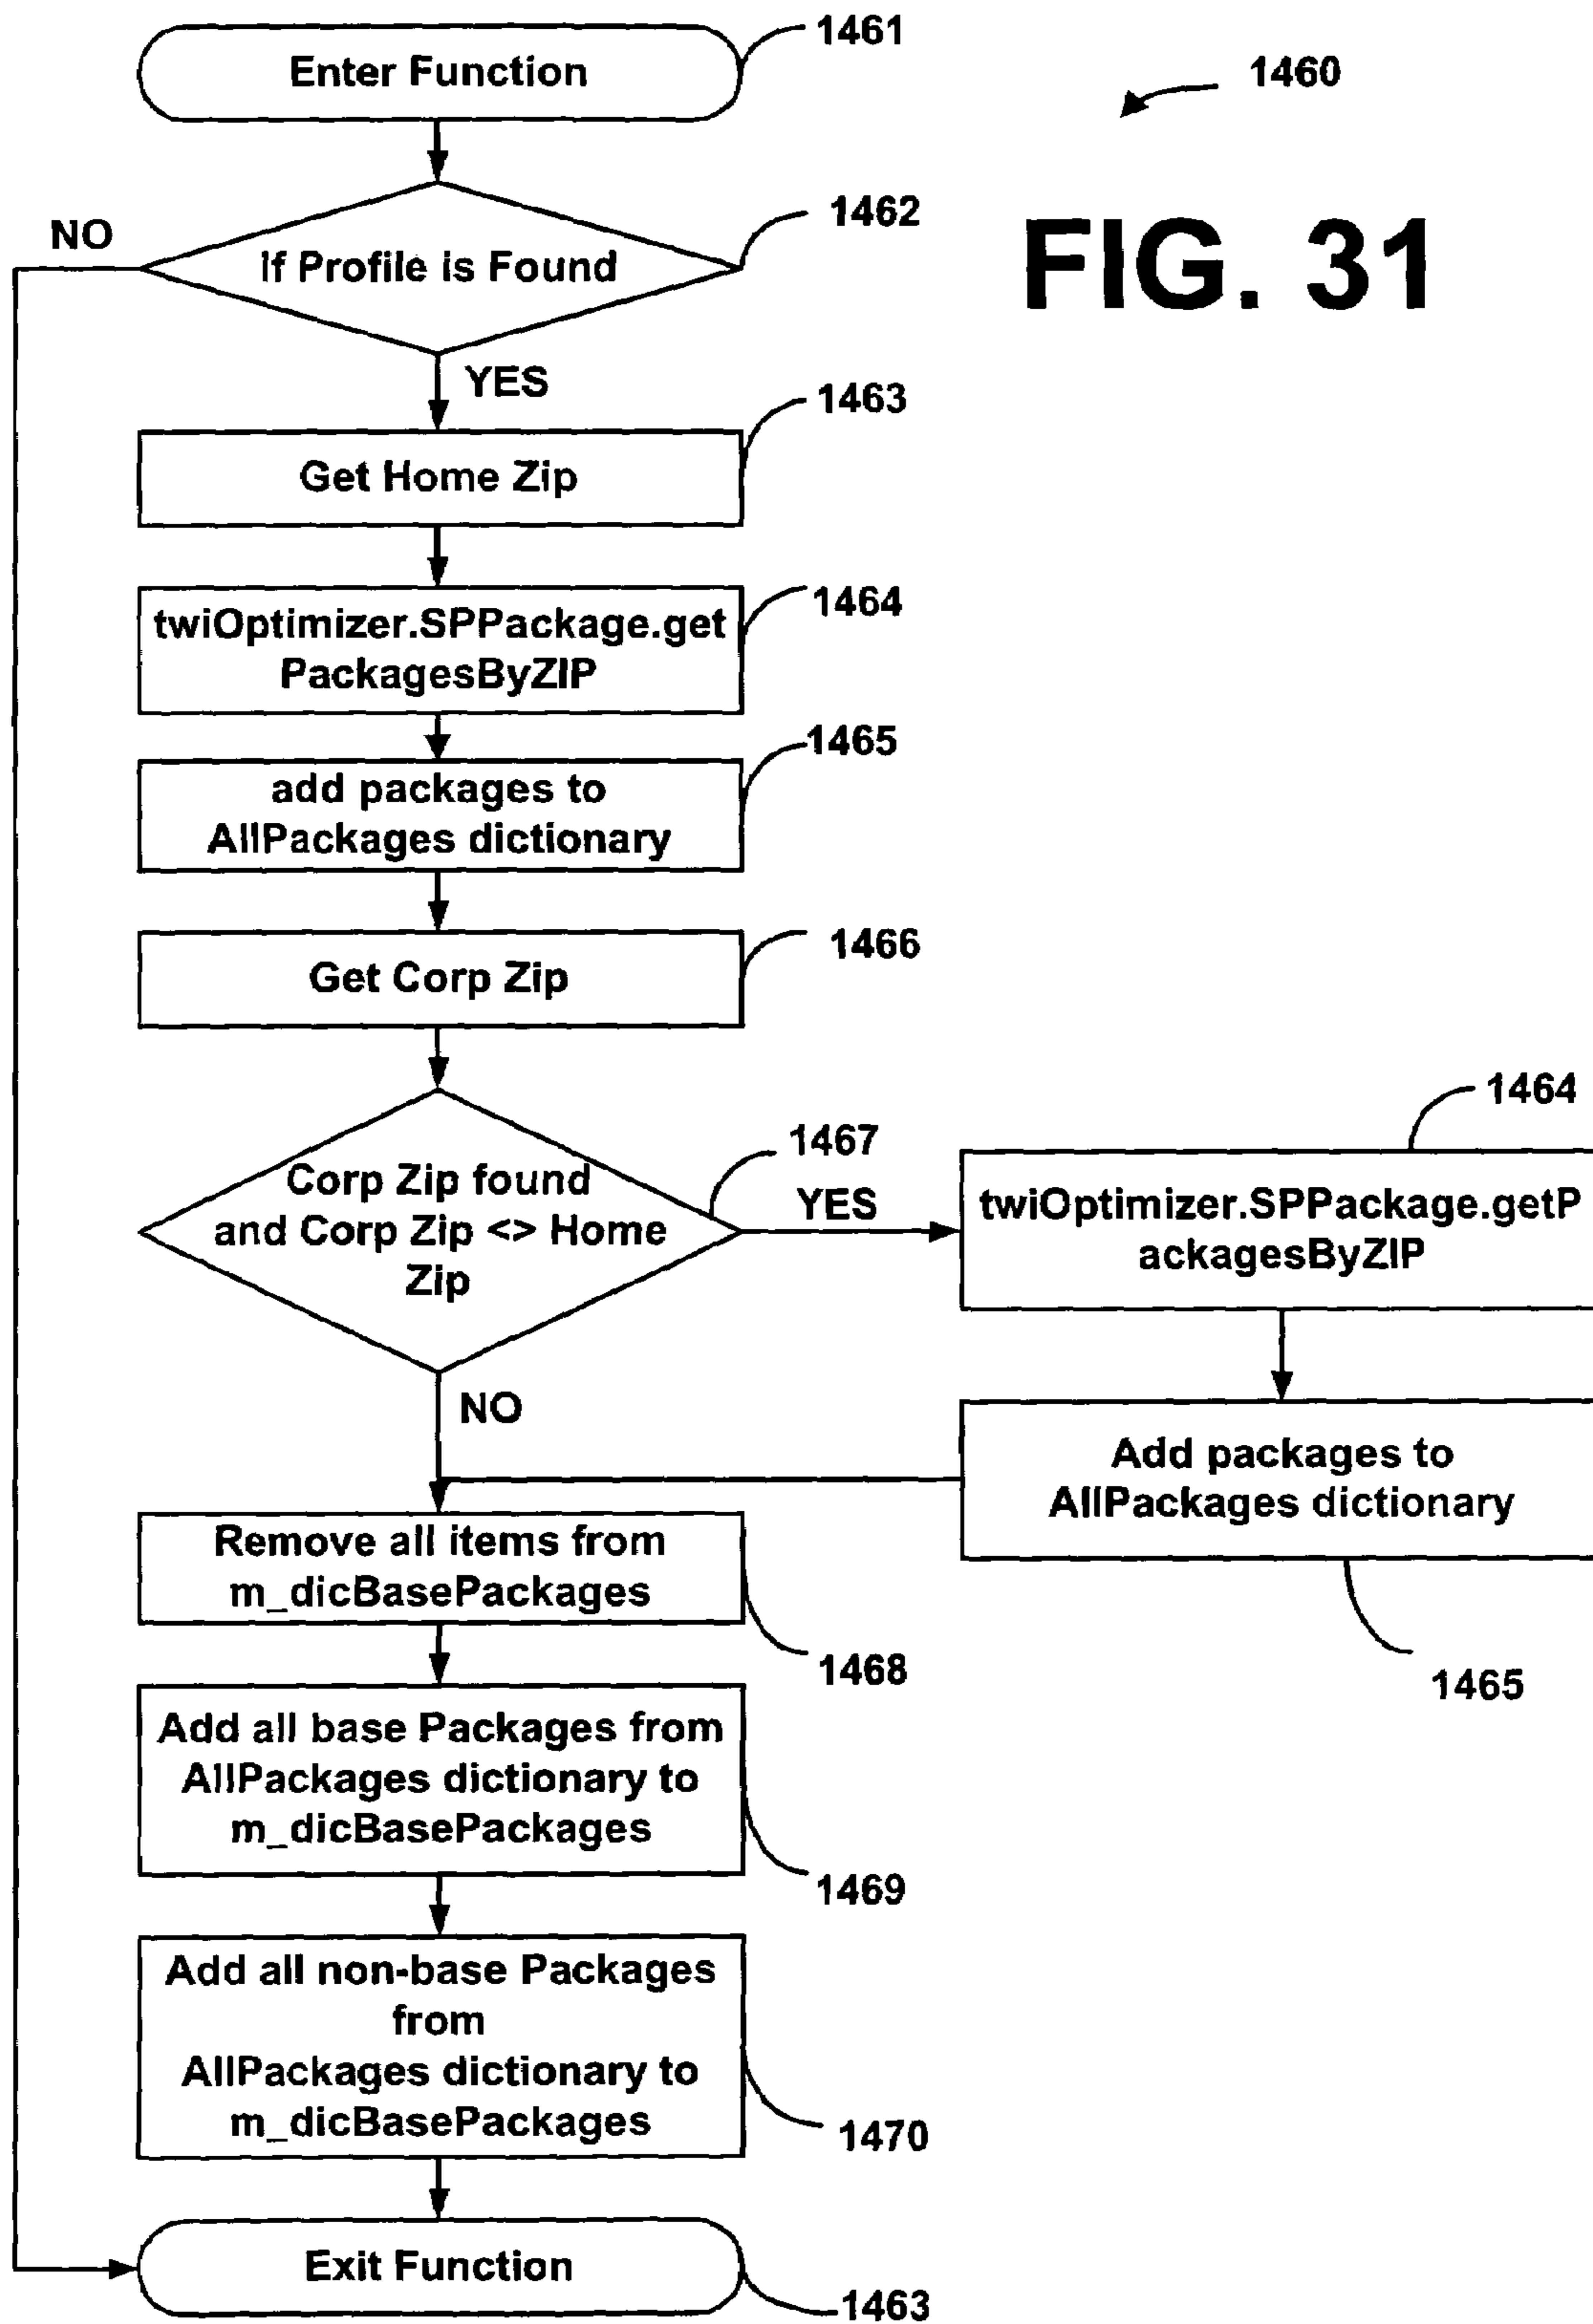 Enter Function
1461
1460
FIG. 31
NO
If Profile is Found
1462
YES
1463
Get Home Zip
twiOptimizer.SPPackage.get
PackagesByZIP
1464
add packages to
AllPackages dictionary
1465
Get Corp Zip
1466
Corp Zip found
and Corp Zip <> Home
Zip
1467
YES
1464
twiOptimizer.SPPackage.getP
ackagesByZIP
NO
Add packages to
AllPackages dictionary
1465
Remove all items from
m_dicBasePackages
1468
Add all base Packages from
AllPackages dictionary to
m_dicBasePackages
1469
Add all non-base Packages
from
AllPackages dictionary to
m_dicBasePackages
1470
Exit Function
1463